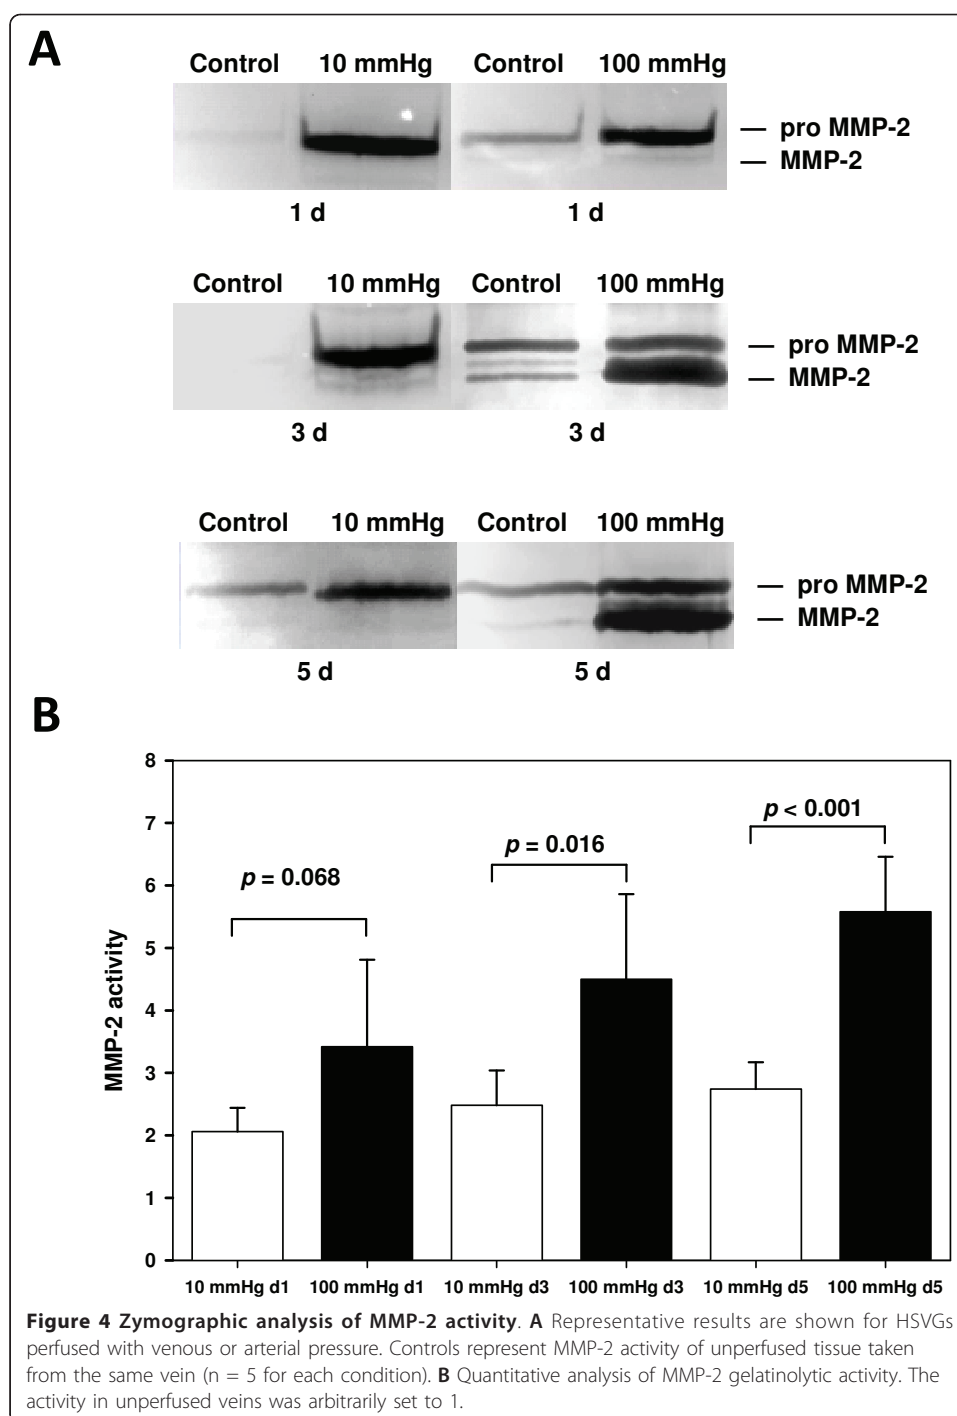 A
Control 10 mmHg Control 100 mmHg
— pro MMP-2
— MMP-2
1 d 1 d
Control 10 mmHg Control 100 mmHg
— pro MMP-2
— MMP-2
3 d 3 d
Control 10 mmHg Control 100 mmHg
— pro MMP-2
— MMP-2
5 d 5 d
B
8
7
6
5
4
3
2
1
0
MMP-2 activity
p = 0.068
p = 0.016
p < 0.001
10 mmHg d1 100 mmHg d1 10 mmHg d3 100 mmHg d3 10 mmHg d5 100 mmHg d5
Figure 4 Zymographic analysis of MMP-2 activity. A Representative results are shown for HSVGs
perfused with venous or arterial pressure. Controls represent MMP-2 activity of unperfused tissue taken
from the same vein (n = 5 for each condition). B Quantitative analysis of MMP-2 gelatinolytic activity. The
activity in unperfused veins was arbitrarily set to 1.